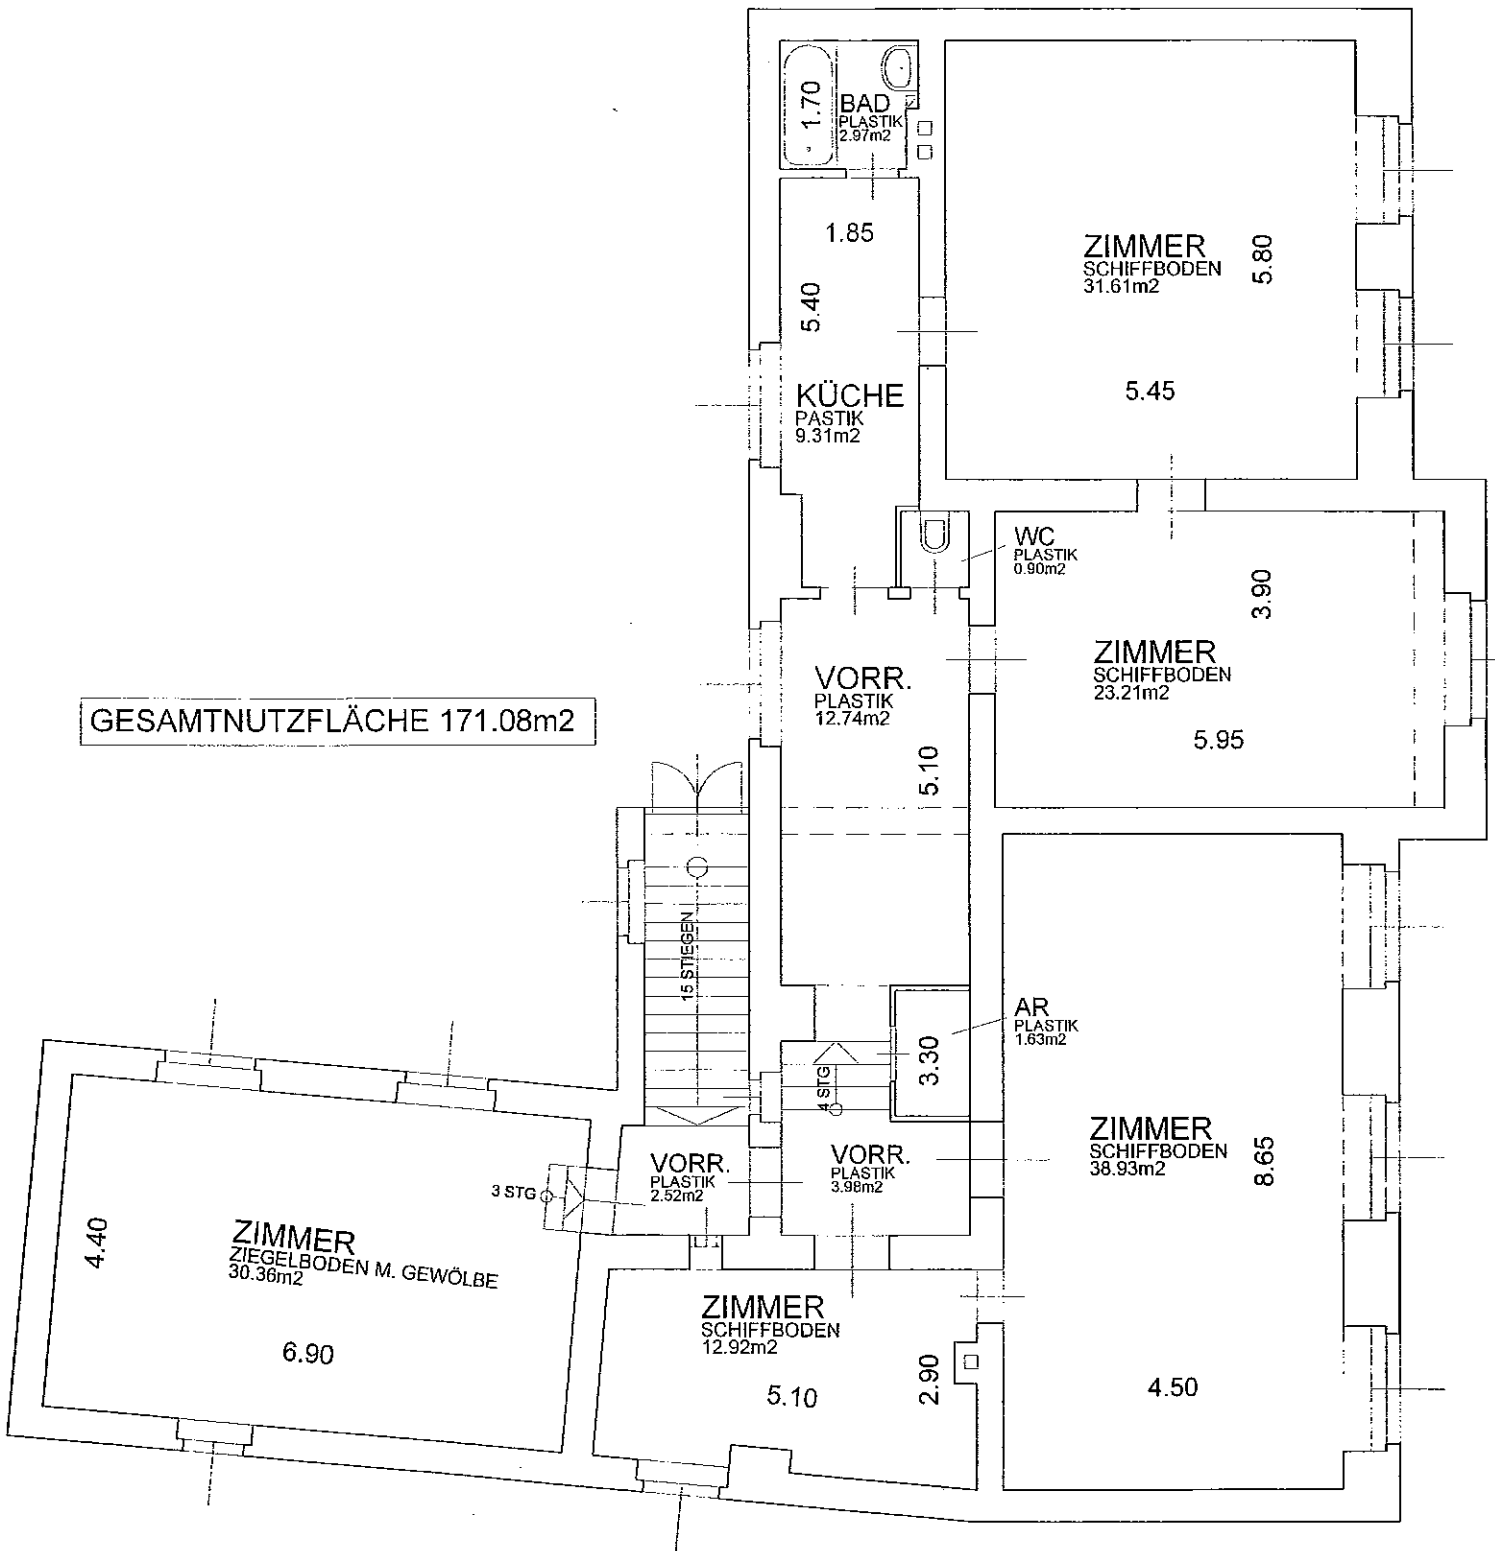 1.70
BAD
PLASTIK
2.97m2
1.85
5.40
KÜCHE
PASTIK
9.31m2
ZIMMER
SCHIFFBODEN
31.61m2
5.80
5.45
WC
PLASTIK
0.90m2
3.90
ZIMMER
SCHIFFBODEN
23.21m2
5.95
VORR.
PLASTIK
12.74m2
5.10
GESAMTNUTZFLÄCHE 171.08m2
15 STIEGEN
AR
PLASTIK
1.63m2
3.30
4 STG
VORR.
PLASTIK
2.52m2
VORR.
PLASTIK
3.98m2
ZIMMER
SCHIFFBODEN
38.93m2
8.65
4.50
3 STG
4.40
ZIMMER
ZIEGELBODEN M. GEWÖLBE
30.36m2
6.90
ZIMMER
SCHIFFBODEN
12.92m2
2.90
5.10